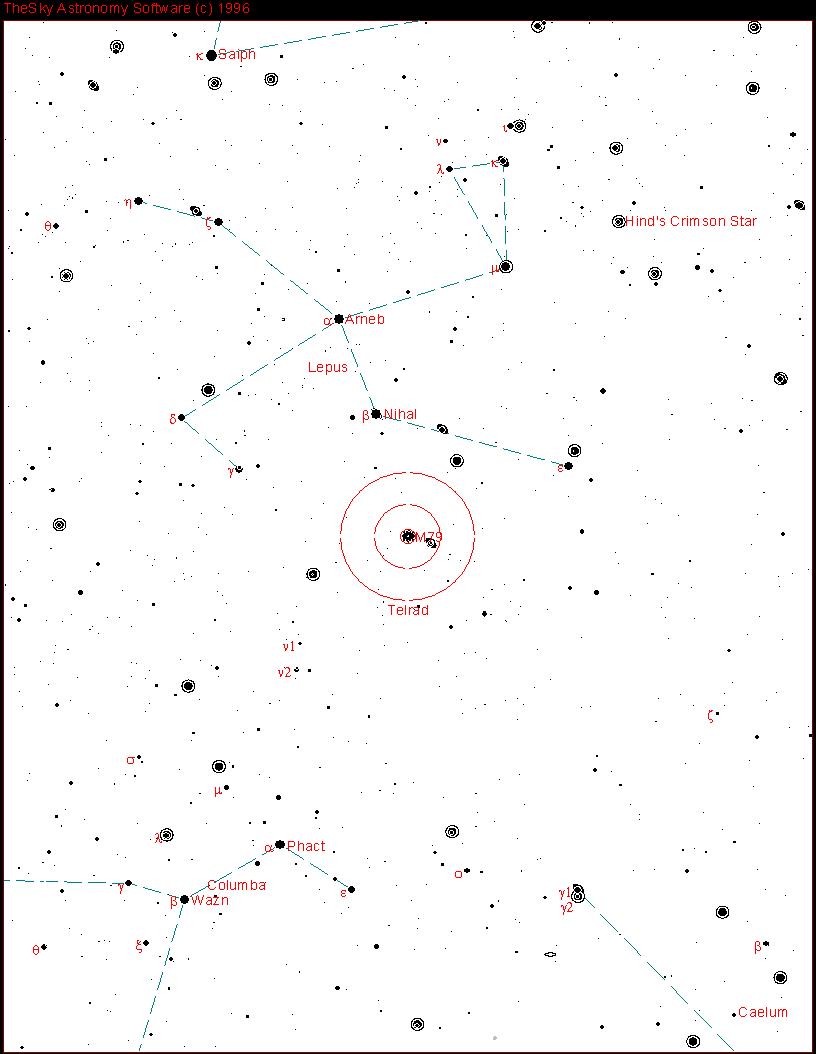 TheSky Astronomy Software (c) 1996
κ Saiph
ι
ν
λ κ
η
ζ
θ
Hind's Crimson Star
μ
α Arneb
Lepus
β Nihal
δ
γ
ε
M79
Telrad
ν1
ν2
ζ
σ
μ
λ
α Phact
ο
Columba
γ
ε
β Wazn
γ1
γ2
θ
ξ
β
Caelum